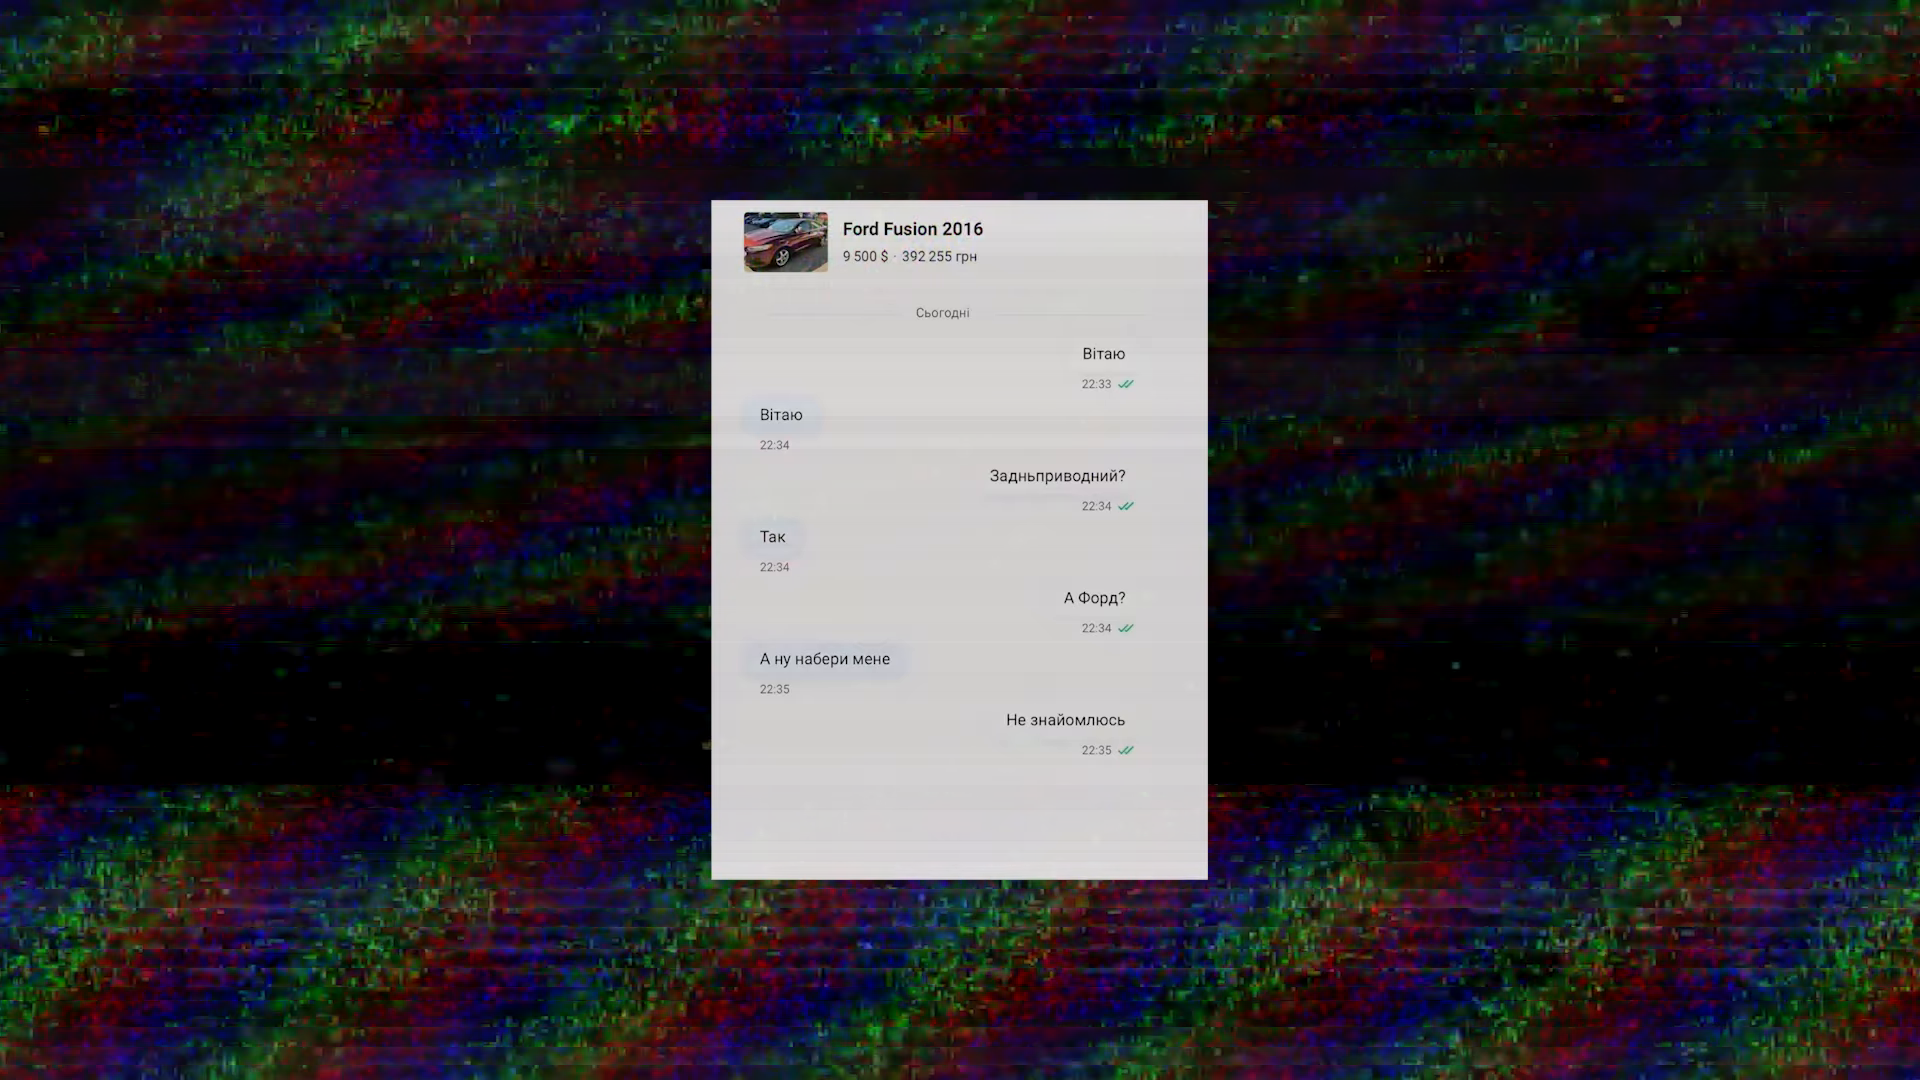 Ford Fusion 2016
9 500 $ · 392 255 грн
Сьогодні
Вітаю
22:33
Вітаю
22:34
Задньприводний?
22:34
Так
22:34
А Форд?
22:34
А ну набери мене
22:35
Не знайомлюсь
22:35